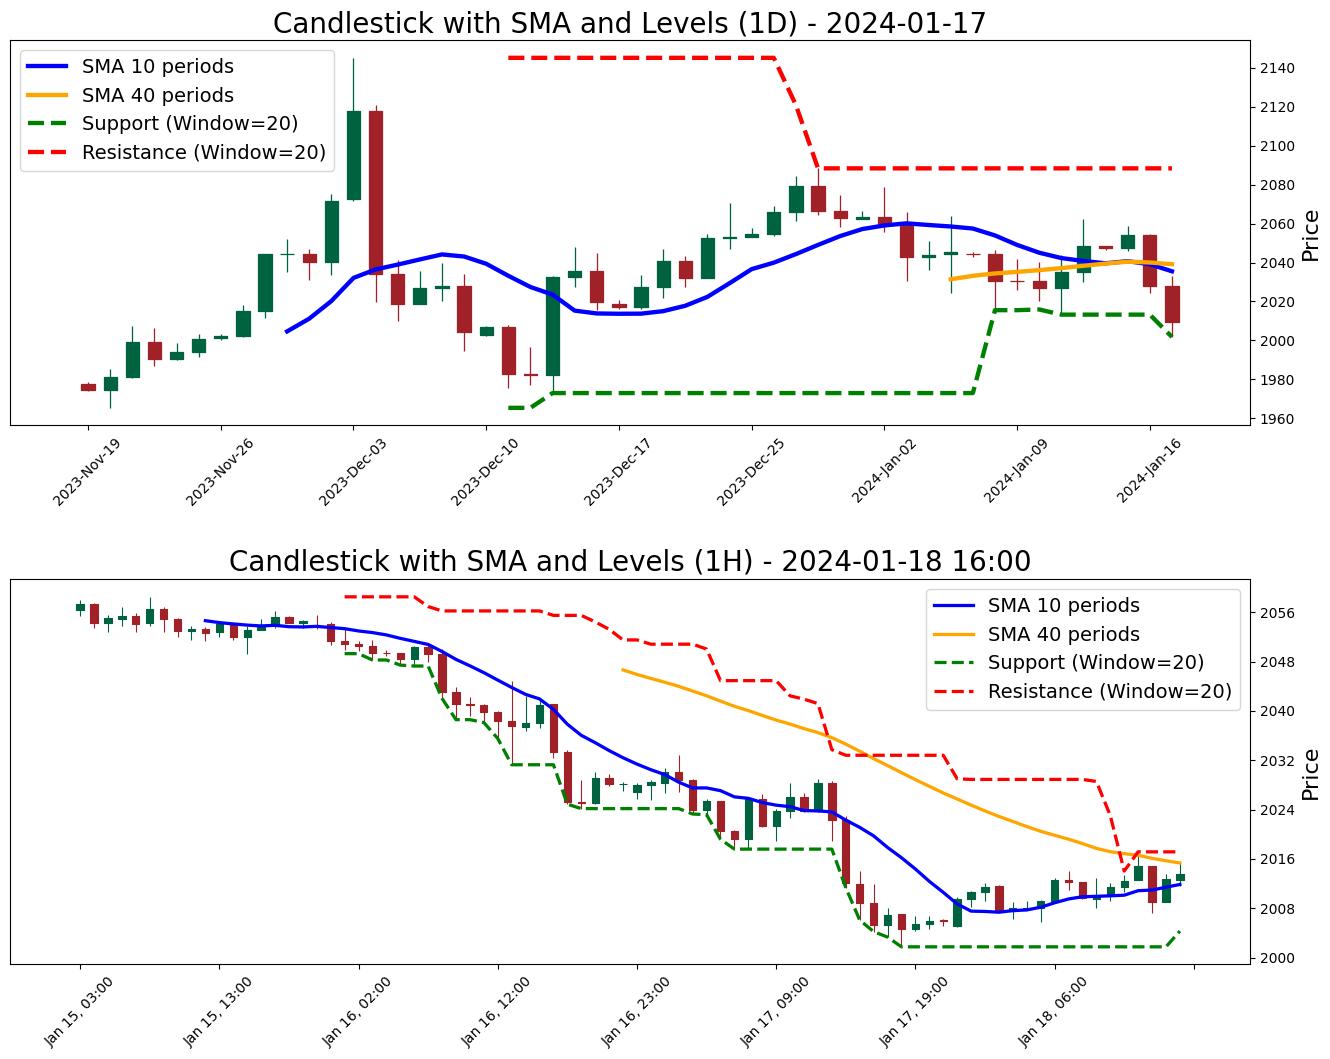 Candlestick with SMA and Levels (1D) - 2024-01-17
SMA 10 periods
SMA 40 periods
Support (Window=20)
Resistance (Window=20)
2140
2120
2100
2080
2060
2040
2020
2000
1980
1960
Price
2023-Nov-19
2023-Nov-26
2023-Dec-03
2023-Dec-10
2023-Dec-17
2023-Dec-25
2024-Jan-02
2024-Jan-09
2024-Jan-16
Candlestick with SMA and Levels (1H) - 2024-01-18 16:00
SMA 10 periods
SMA 40 periods
Support (Window=20)
Resistance (Window=20)
2056
2048
2040
2032
2024
2016
2008
2000
Price
Jan 15, 03:00
Jan 15, 13:00
Jan 16, 02:00
Jan 16, 12:00
Jan 16, 23:00
Jan 17, 09:00
Jan 17, 19:00
Jan 18, 06:00